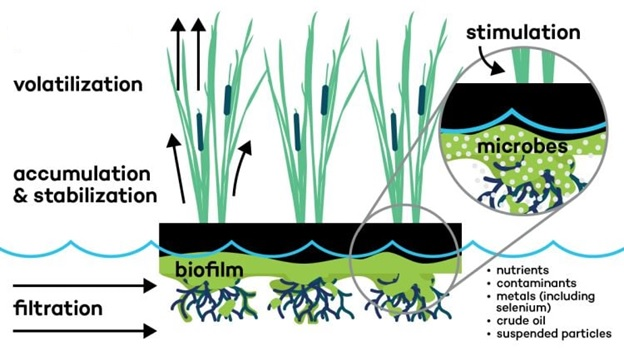 stimulation
volatilization
microbes
accumulation
& stabilization
biofilm
filtration
• nutrients
• contaminants
• metals (including
selenium)
• crude oil
• suspended particles